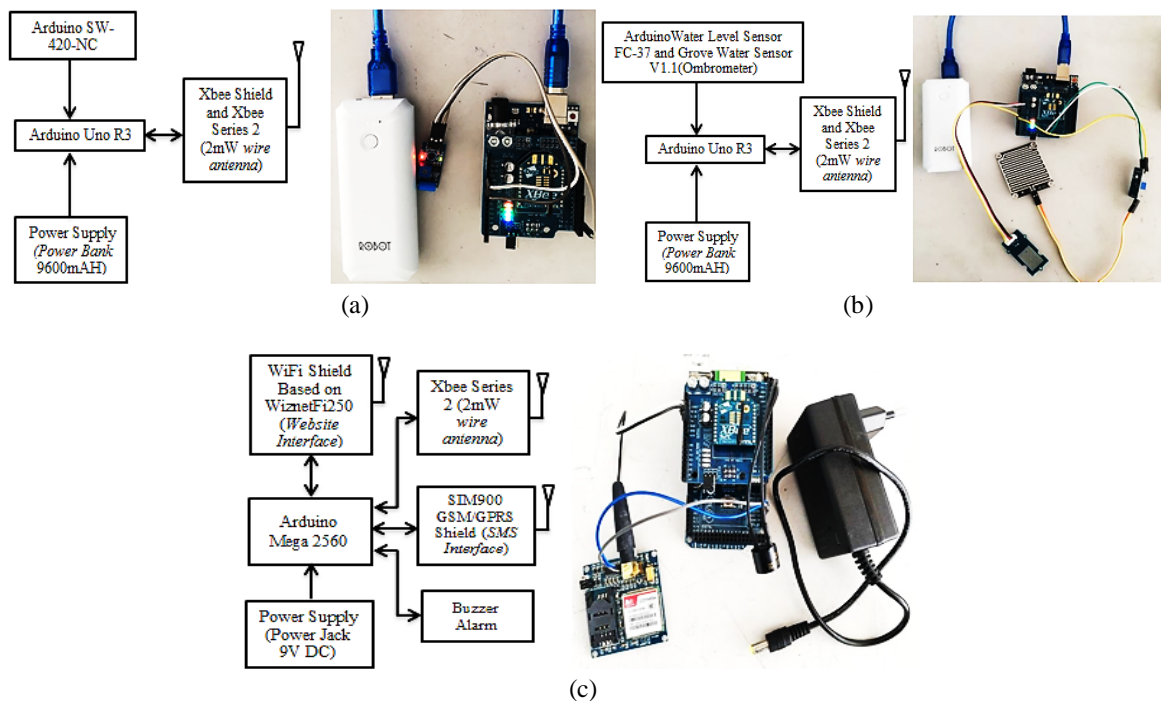 Arduino SW-
420-NC
Arduino Uno R3
Xbee Shield
and Xbee
Series 2
(2mW wire
antenna)
Power Supply
(Power Bank
9600mAH)
ROBOT
XBee
(a)
ArduinoWater Level Sensor
FC-37 and Grove Water Sensor
V1.1(Ombrometer)
Arduino Uno R3
Xbee Shield
and Xbee
Series 2
(2mW wire
antenna)
Power Supply
(Power Bank
9600mAH)
ROBOT
(b)
WiFi Shield
Based on
WiznetFi250
(Website
Interface)
Xbee Series
2 (2mW
wire
antenna)
Arduino
Mega 2560
SIM900
GSM/GPRS
Shield (SMS
Interface)
Power Supply
(Power Jack
9V DC)
Buzzer
Alarm
XBee
(c)